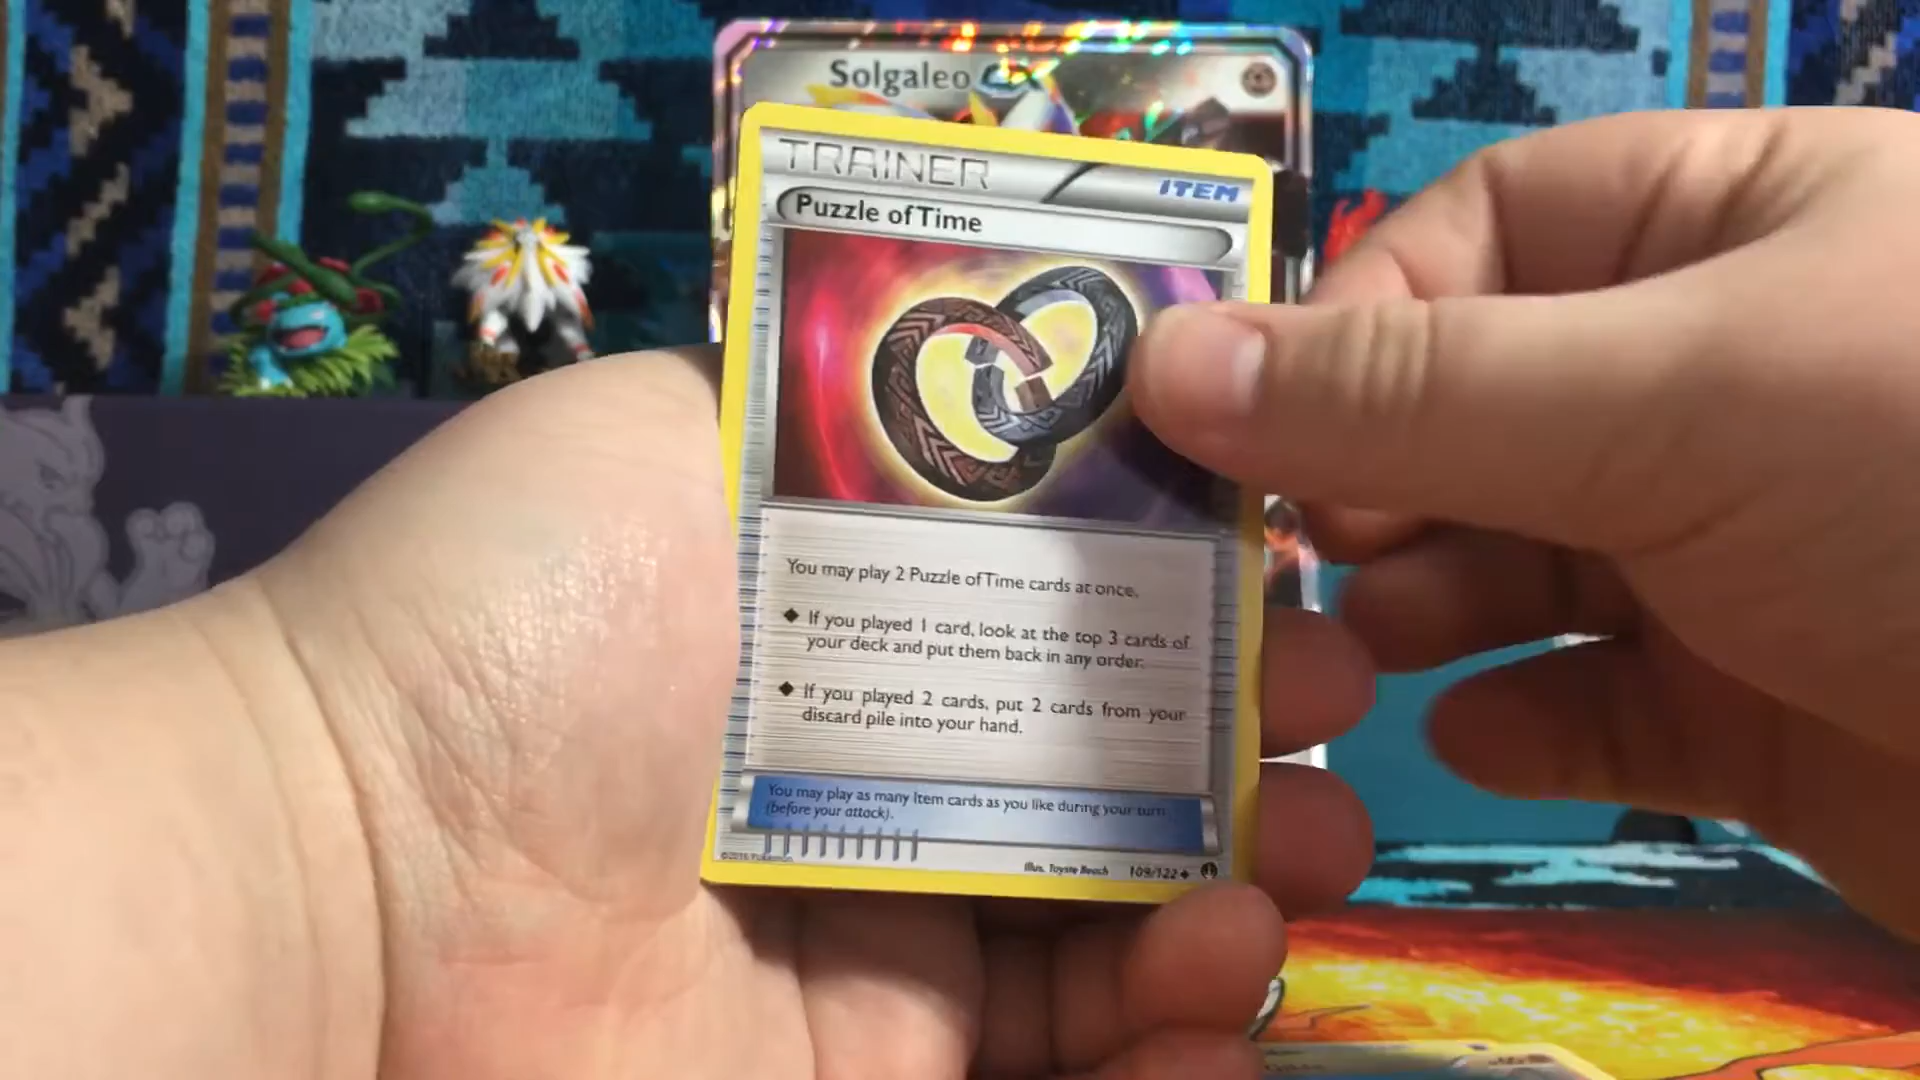 Solgaleo GX
TRAINER
ITEM
Puzzle of Time
You may play 2 Puzzle of Time cards at once.
◆ If you played 1 card, look at the top 3 cards of
your deck and put them back in any order.
◆ If you played 2 cards, put 2 cards from your
discard pile into your hand.
You may play as many Item cards as you like during your turn
(before your attack).
©2016 Pokémon
Illus. Toyste Beach 109/122 ◆